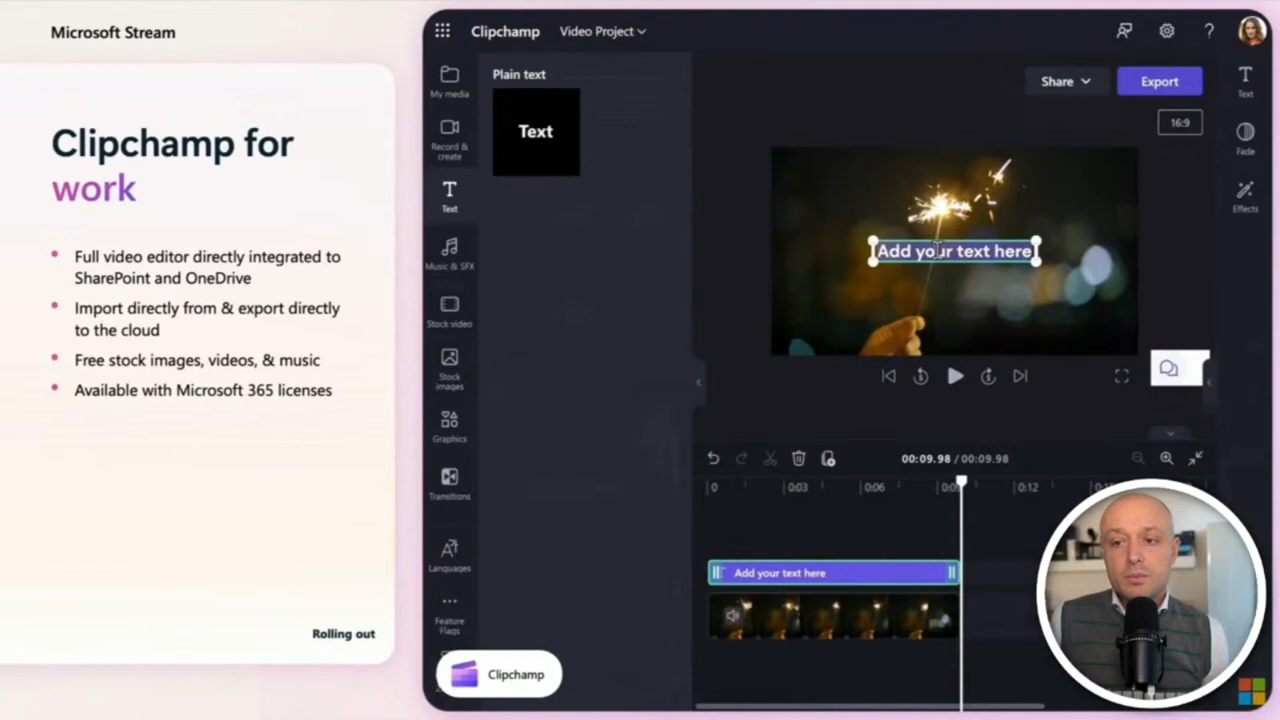 Microsoft Stream
Clipchamp for
work
Full video editor directly integrated to
SharePoint and OneDrive
Import directly from & export directly
to the cloud
Free stock images, videos, & music
Available with Microsoft 365 licenses
Rolling out
Clipchamp
Video Project
?
My media
Record &
create
Text
Music & SFX
Stock video
Stock
images
Graphics
Transitions
Languages
Feature
Flags
Plain text
Text
Share
Export
16:9
Text
Fade
Effects
Add your text here
5
5
00:09.98 / 00:09.98
0
0:03
0:06
0:12
Add your text here
Clipchamp